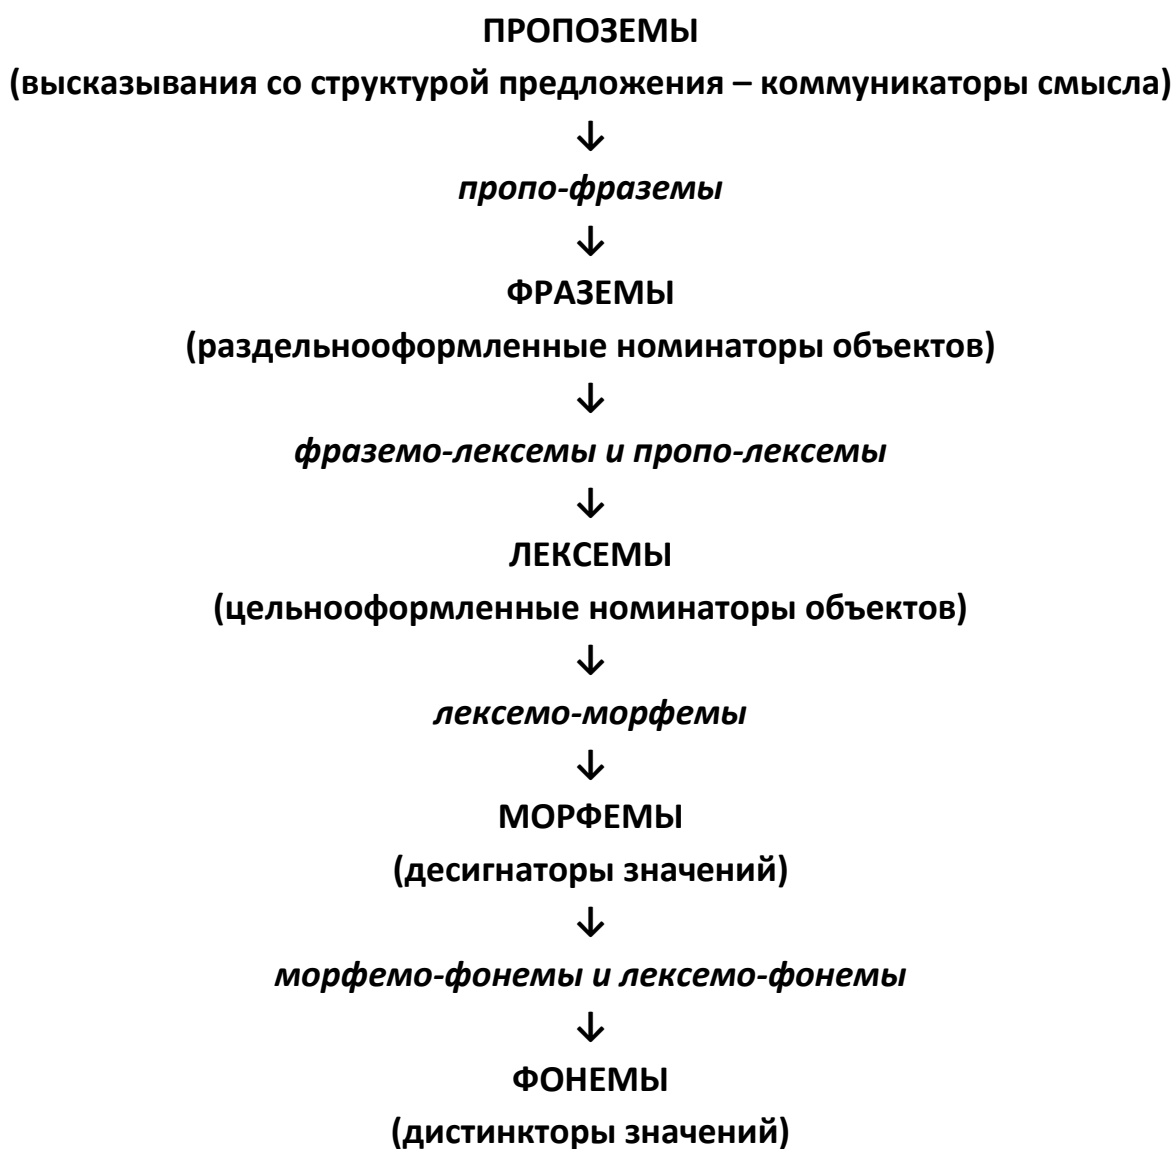 ПРОПОЗЕМЫ
(высказывания со структурой предложения – коммуникаторы смысла)
↓
пропо-фраземы
↓
ФРАЗЕМЫ
(раздельнооформленные номинаторы объектов)
↓
фраземо-лексемы и пропо-лексемы
↓
ЛЕКСЕМЫ
(цельнооформленные номинаторы объектов)
↓
лексемо-морфемы
↓
МОРФЕМЫ
(десигнаторы значений)
↓
морфемо-фонемы и лексемо-фонемы
↓
ФОНЕМЫ
(дистинкторы значений)